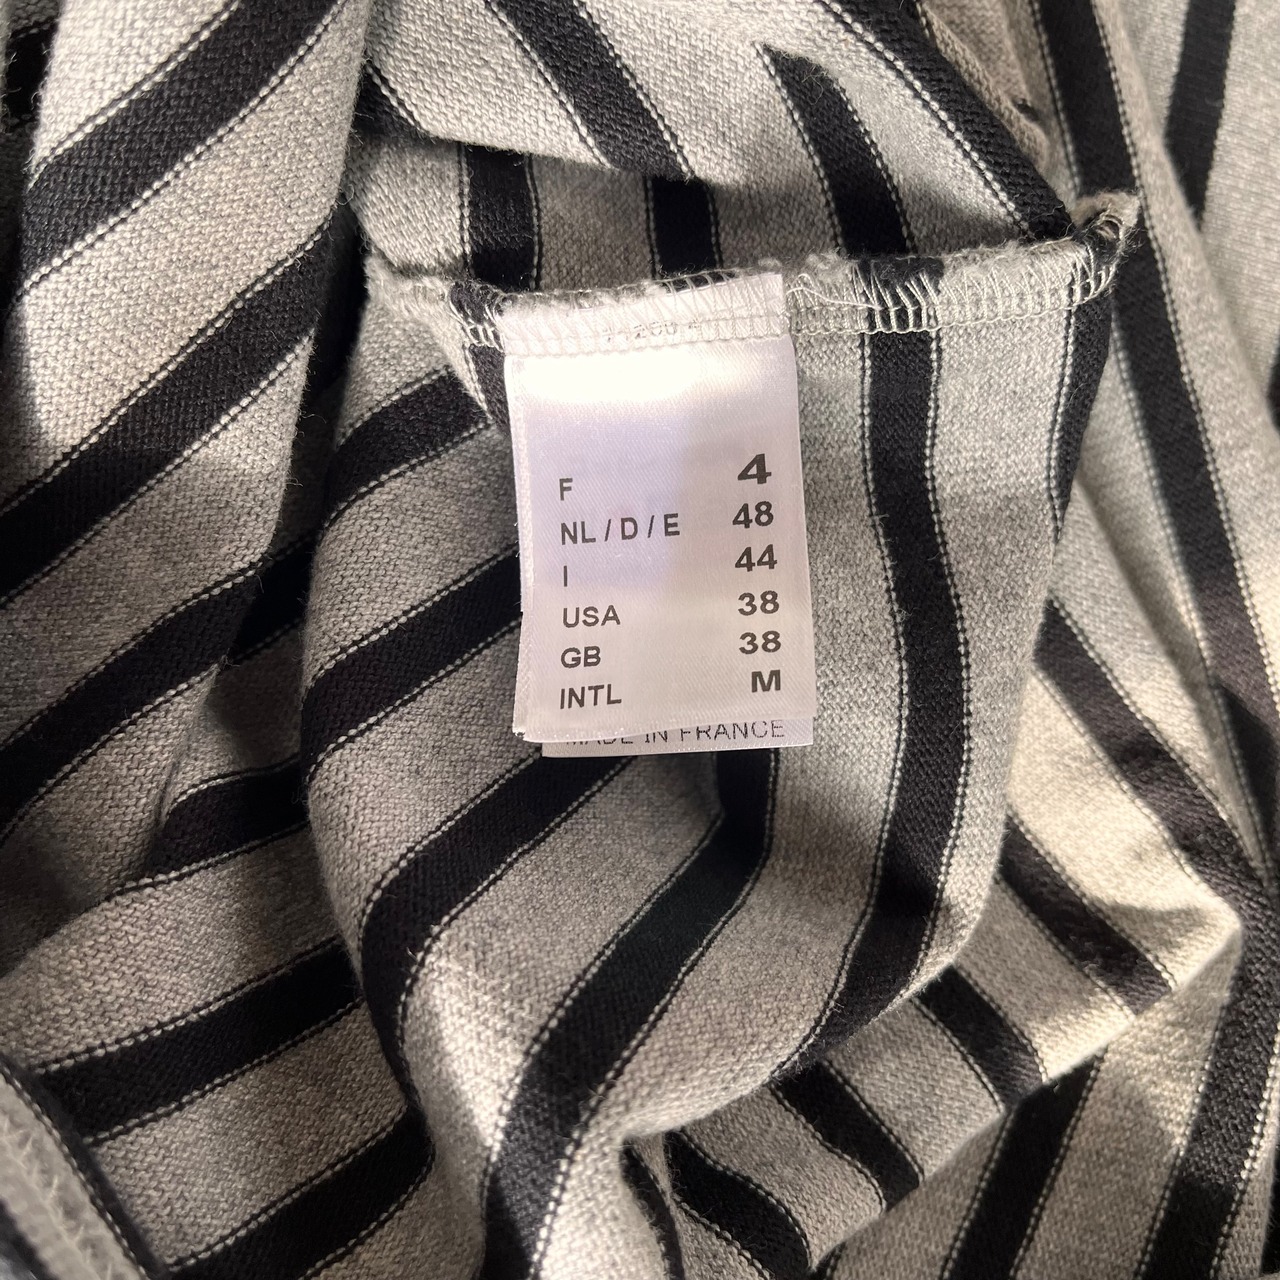 F 4
NL / D / E 48
I 44
USA 38
GB 38
INTL M
MADE IN FRANCE